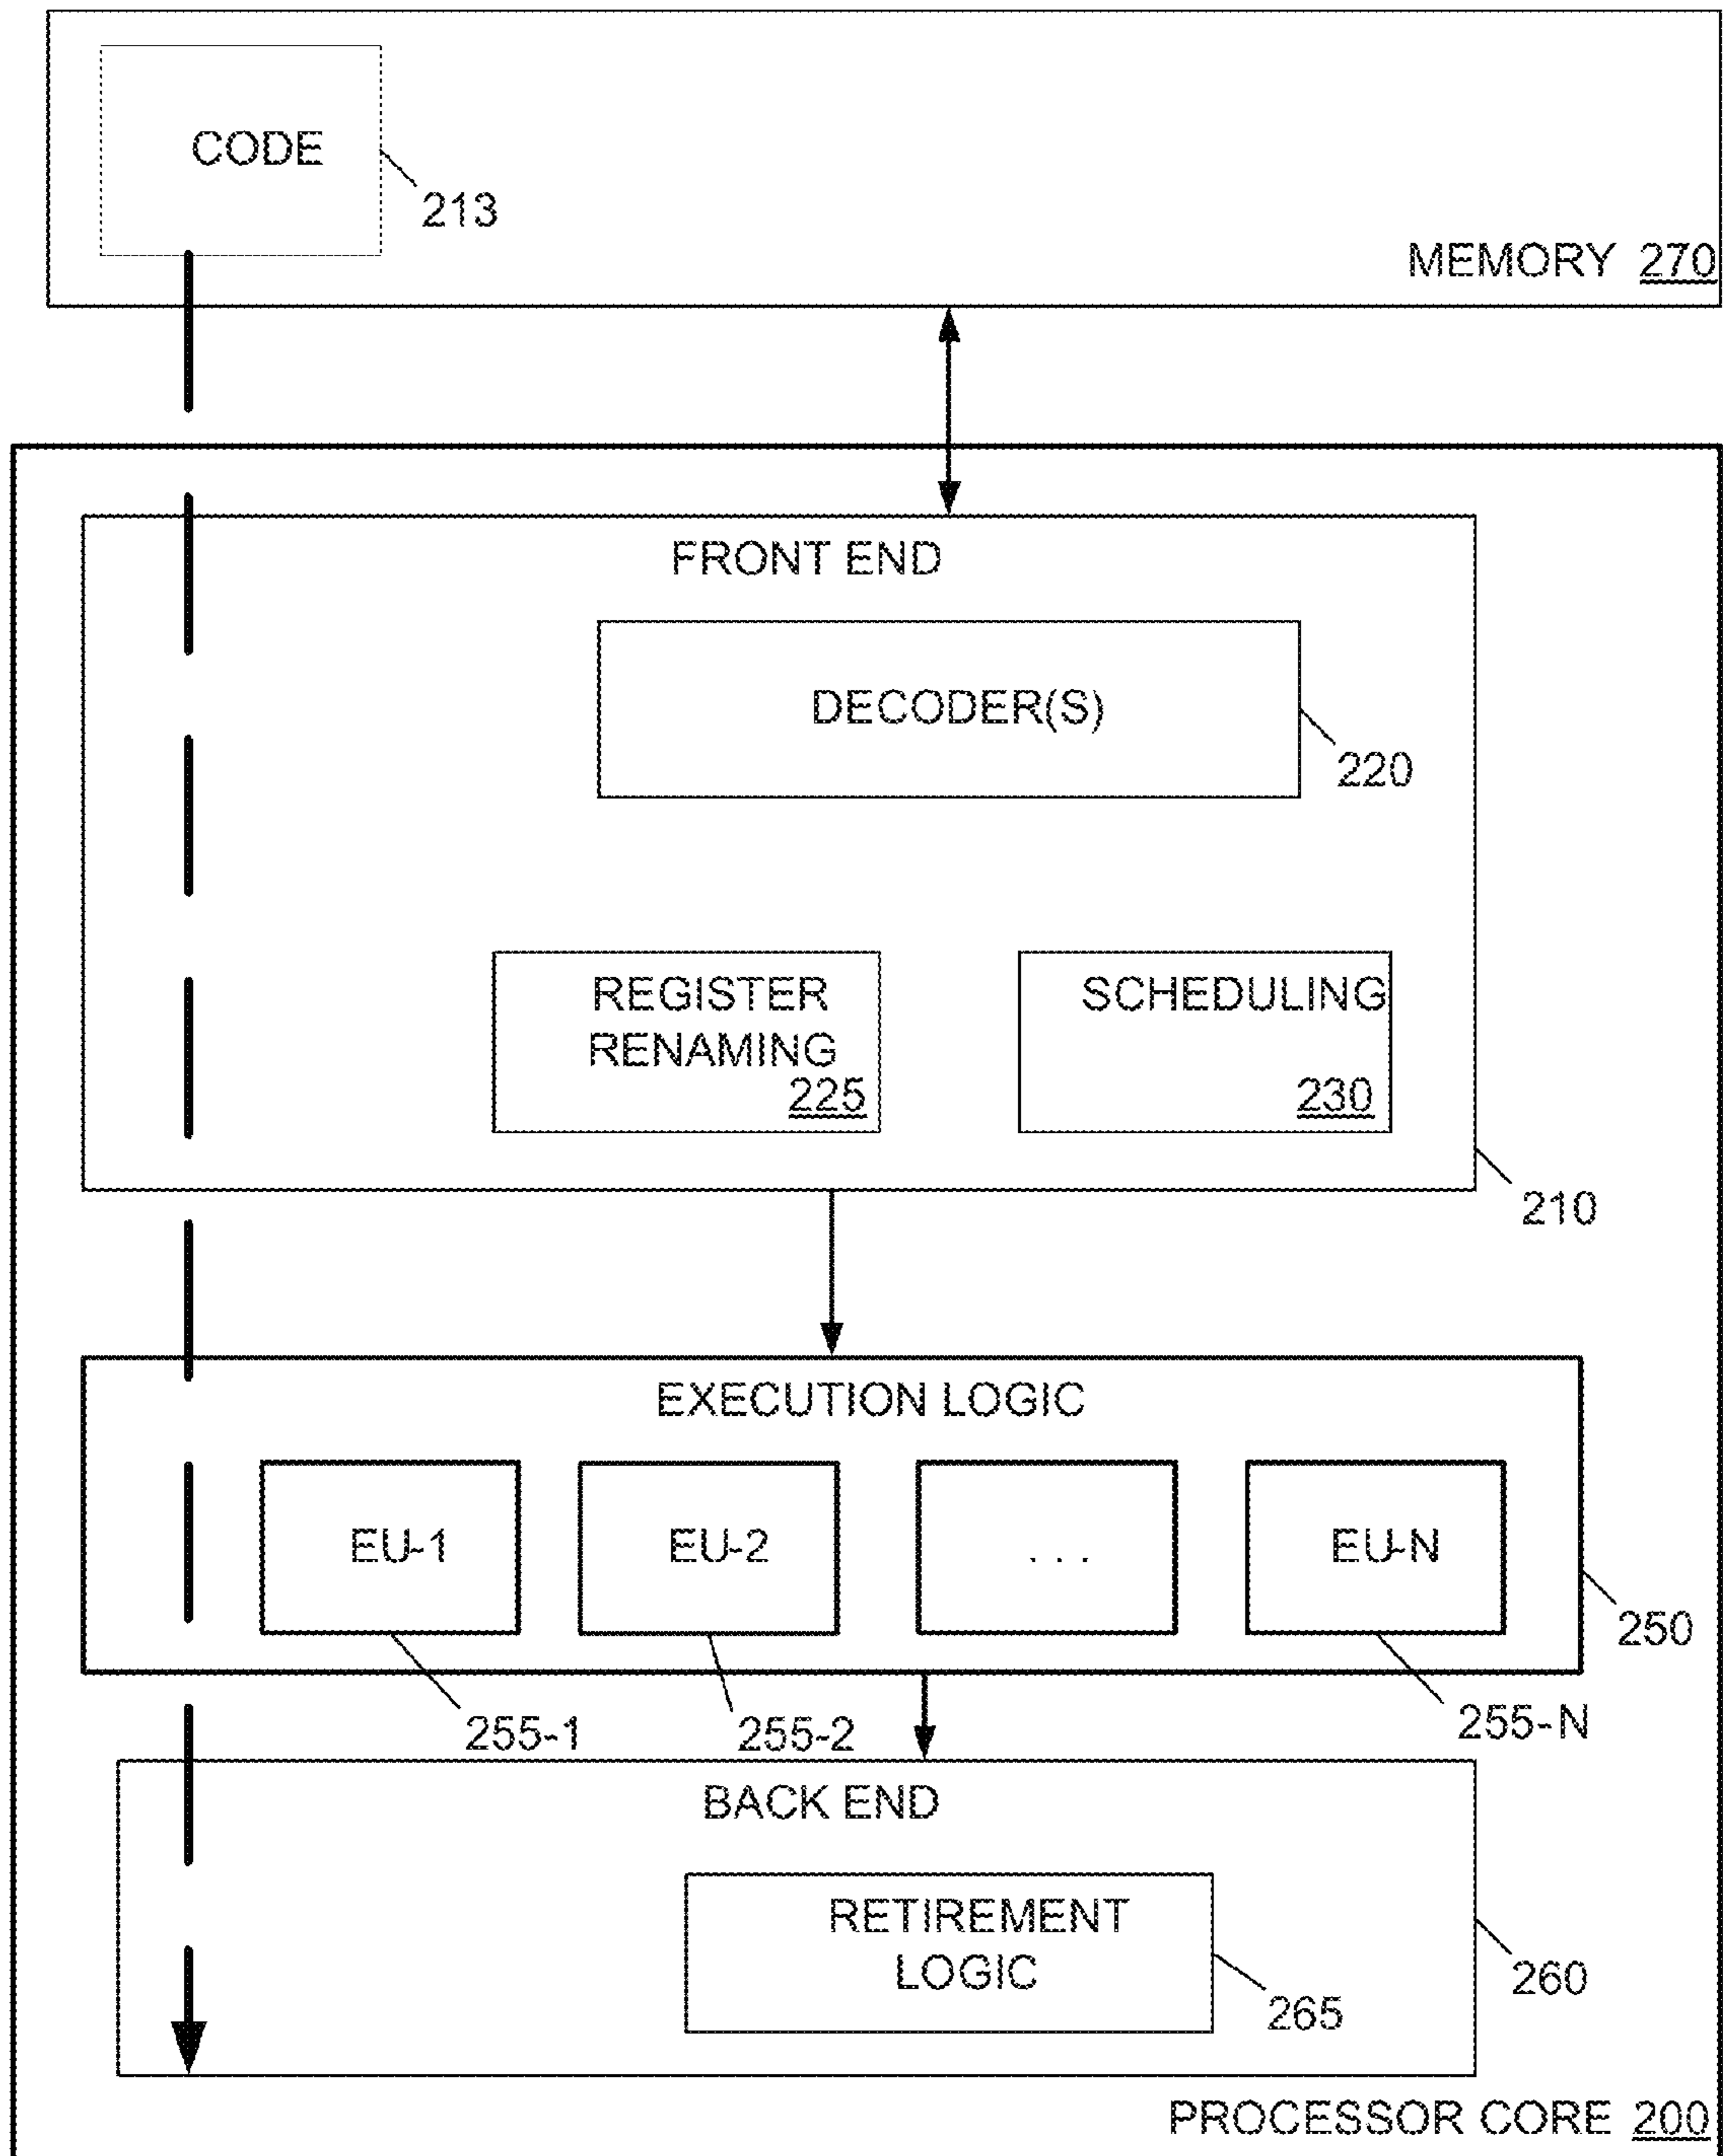 CODE
213
MEMORY 270
FRONT END
DECODER(S)
220
REGISTER
RENAMING
225
SCHEDULING
230
210
EXECUTION LOGIC
EU-1
EU-2
. . .
EU-N
250
255-1
255-2
255-N
BACK END
RETIREMENT
LOGIC
265
260
PROCESSOR CORE 200